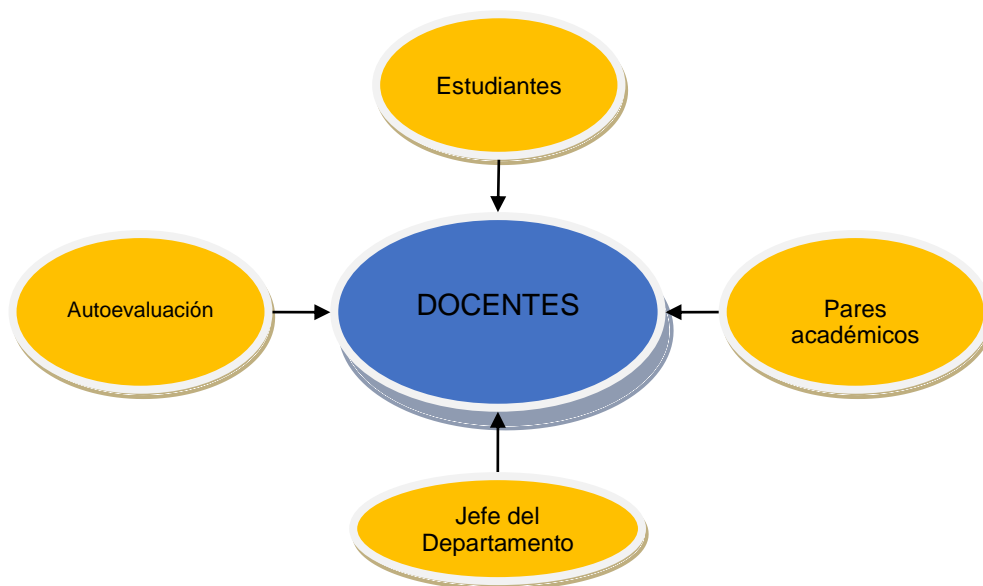 Estudiantes
Autoevaluación
DOCENTES
Pares
académicos
Jefe del
Departamento